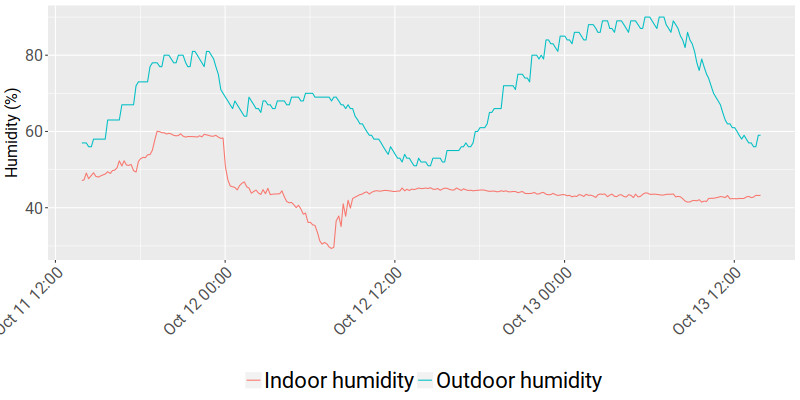 Humidity (%)
80
60
40
Oct 11 12:00
Oct 12 00:00
Oct 12 12:00
Oct 13 00:00
Oct 13 12:00
Indoor humidity
Outdoor humidity